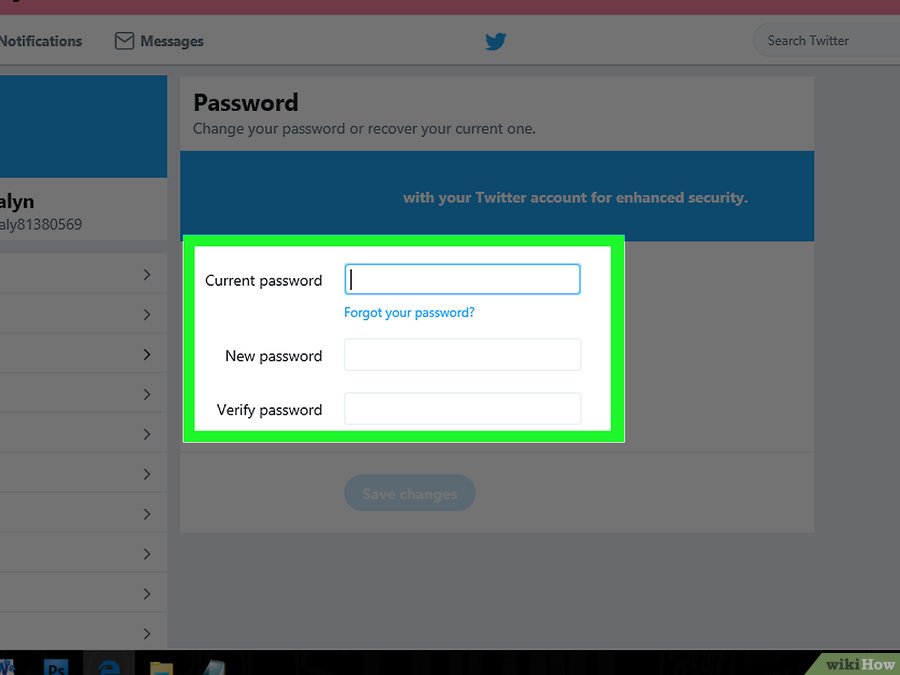 Notifications
Messages
Search Twitter
Password
Change your password or recover your current one.
alyn
aly81380569
with your Twitter account for enhanced security.
Current password
Forgot your password?
New password
Verify password
Save changes
Ps
wikiHow